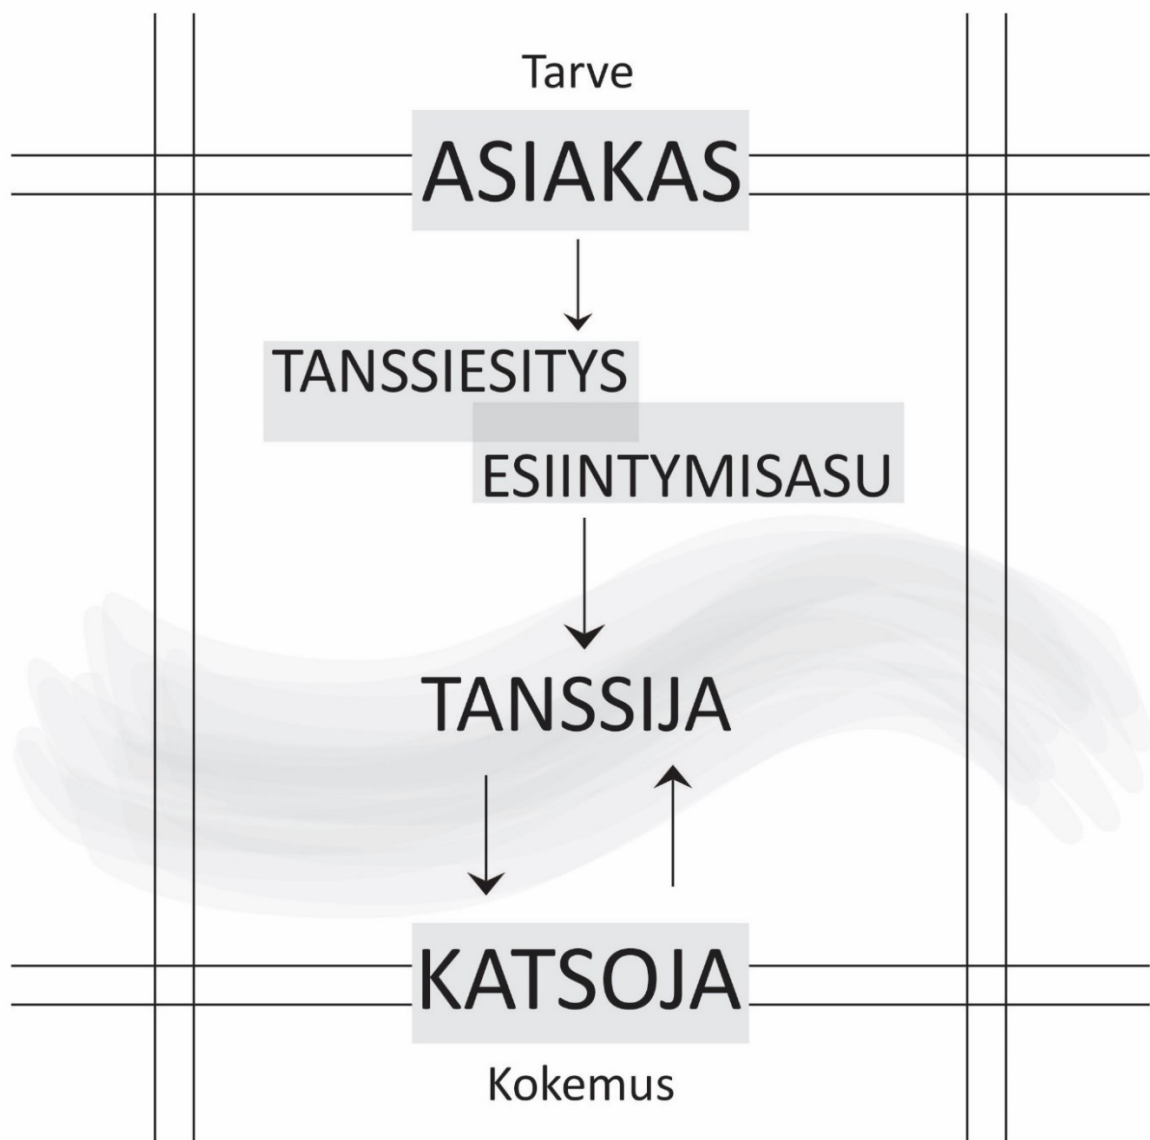 Tarve
ASIAKAS
TANSSIESITYS
ESIINTYMISASU
TANSSIJA
KATSOJA
Kokemus